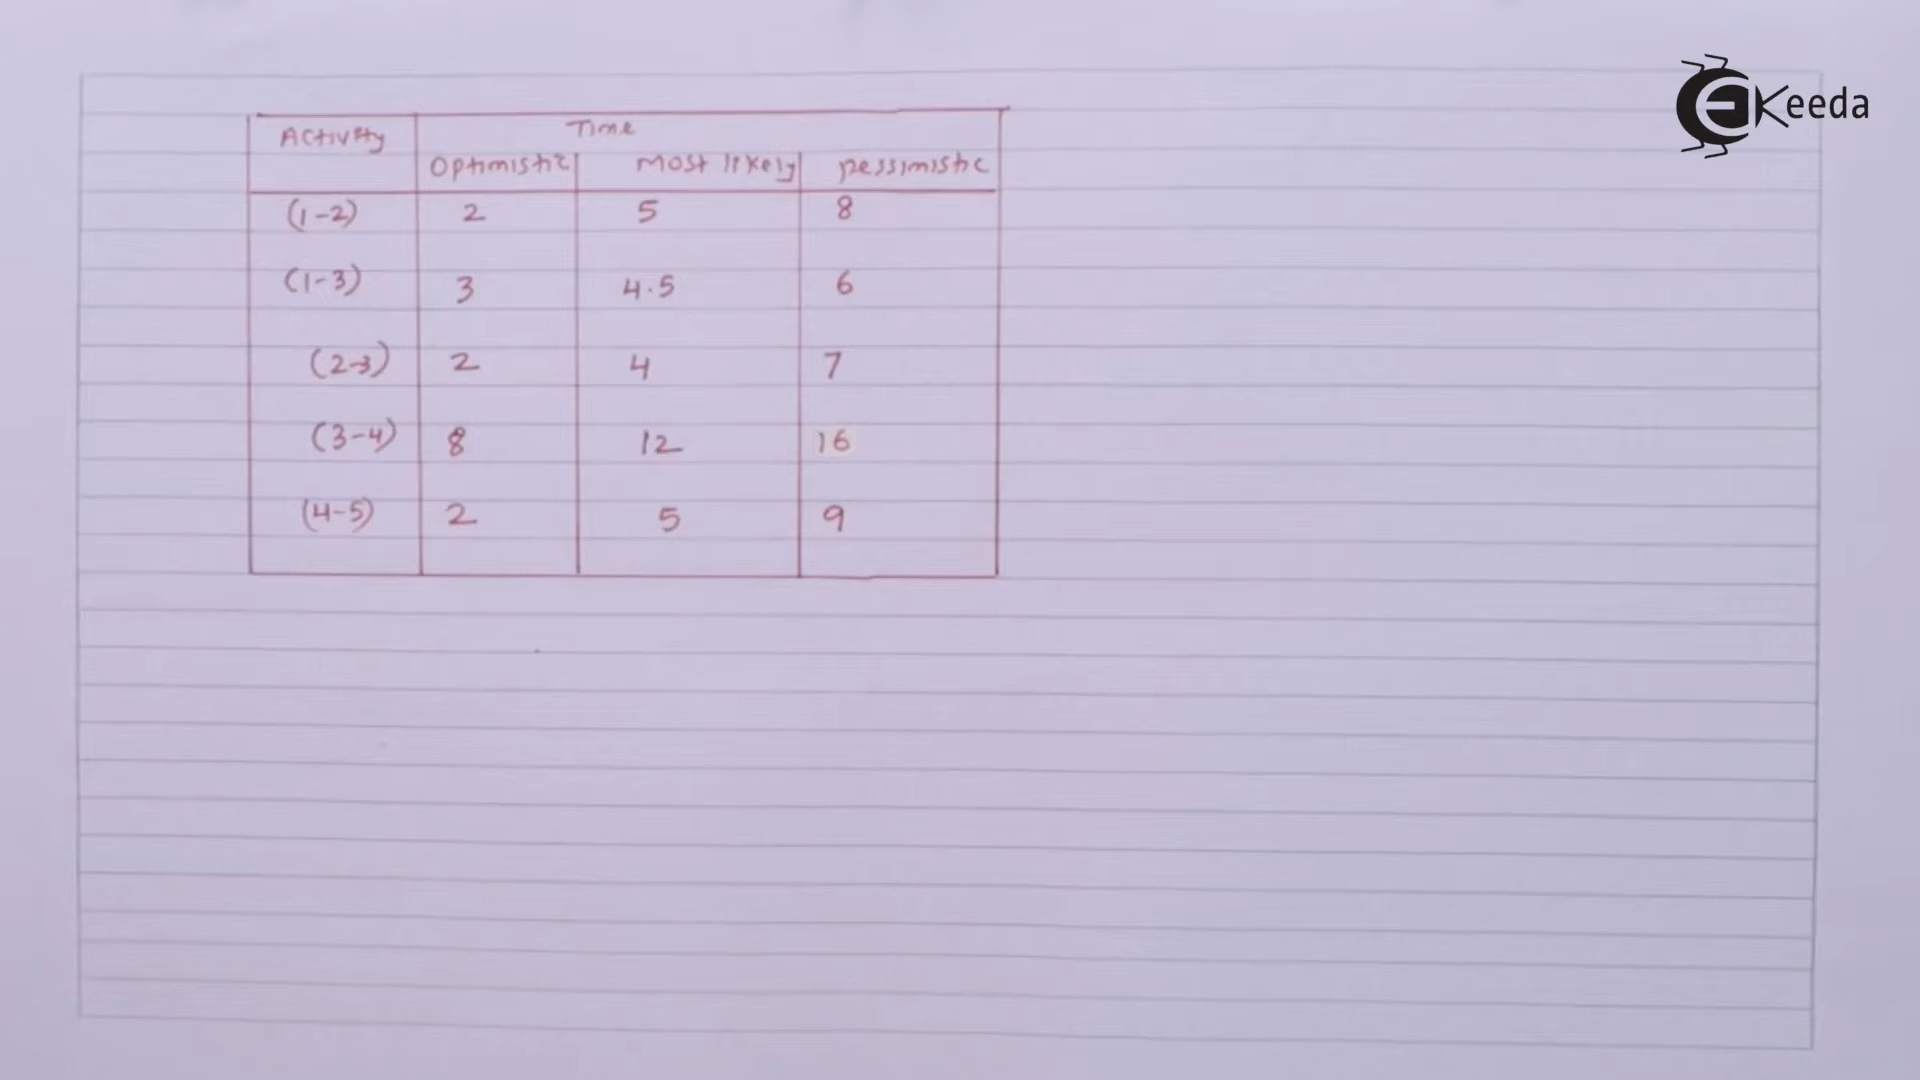 Ekeeda
Activity Time
Optimistic Most likely pessimistic
(1-2) 2 5 8
(1-3) 3 4.5 6
(2-3) 2 4 7
(3-4) 8 12 16
(4-5) 2 5 9